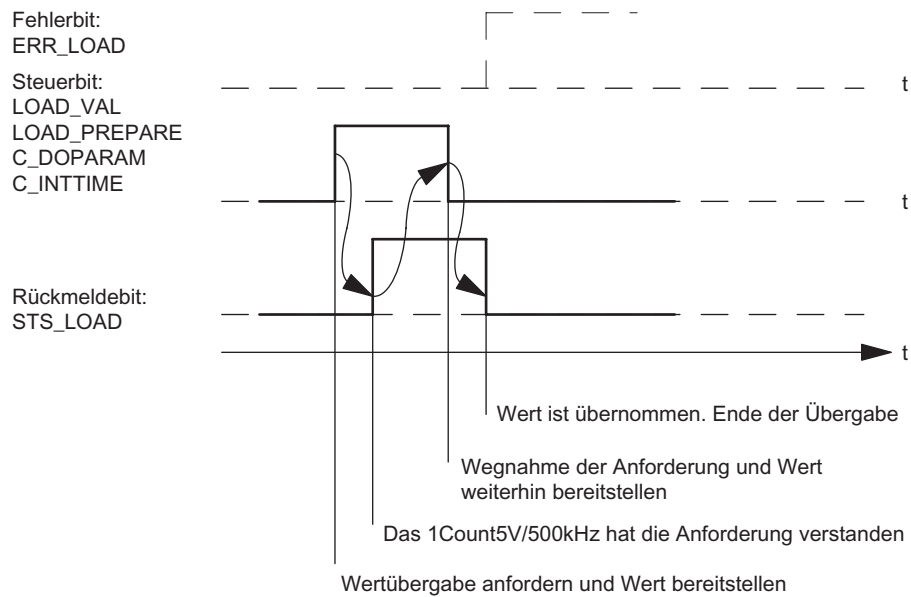 Fehlerbit:
ERR_LOAD
Steuerbit:
LOAD_VAL
LOAD_PREPARE
C_DOPARAM
C_INTTIME
t
t
Rückmeldebit:
STS_LOAD
t
Wert ist übernommen. Ende der Übergabe
Wegnahme der Anforderung und Wert
weiterhin bereitstellen
Das 1Count5V/500kHz hat die Anforderung verstanden
Wertübergabe anfordern und Wert bereitstellen